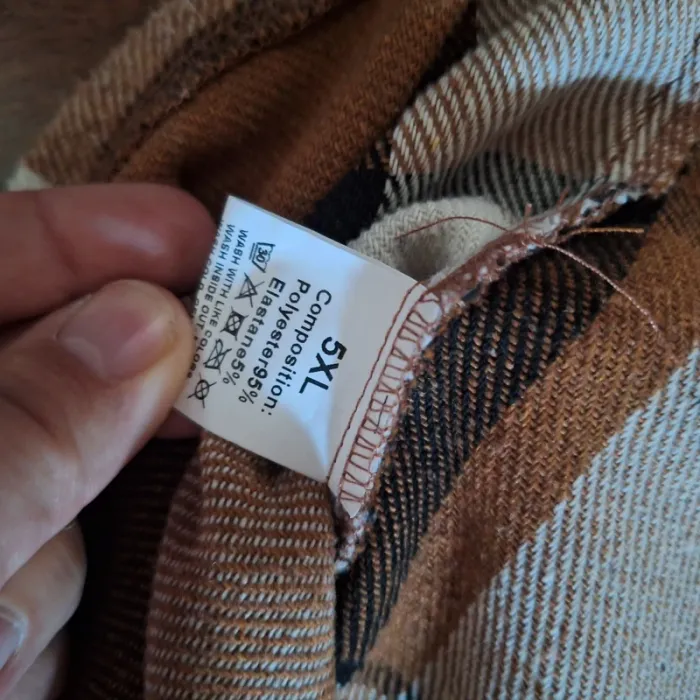 5XL
Composition:
Polyester95%
Elastane5%
30
WASH WITH LIKE COLORS
WASH INSIDE OUT